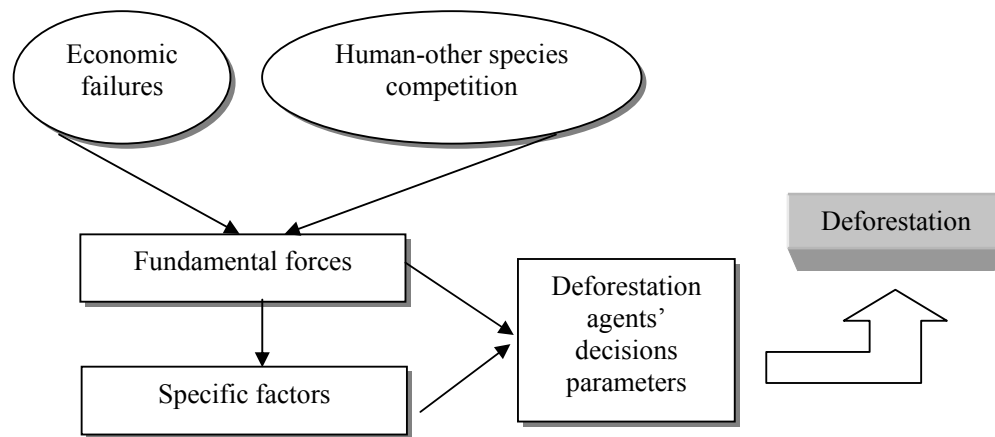 Economic
failures
Human-other species
competition
Fundamental forces
Specific factors
Deforestation
agents’
decisions
parameters
Deforestation